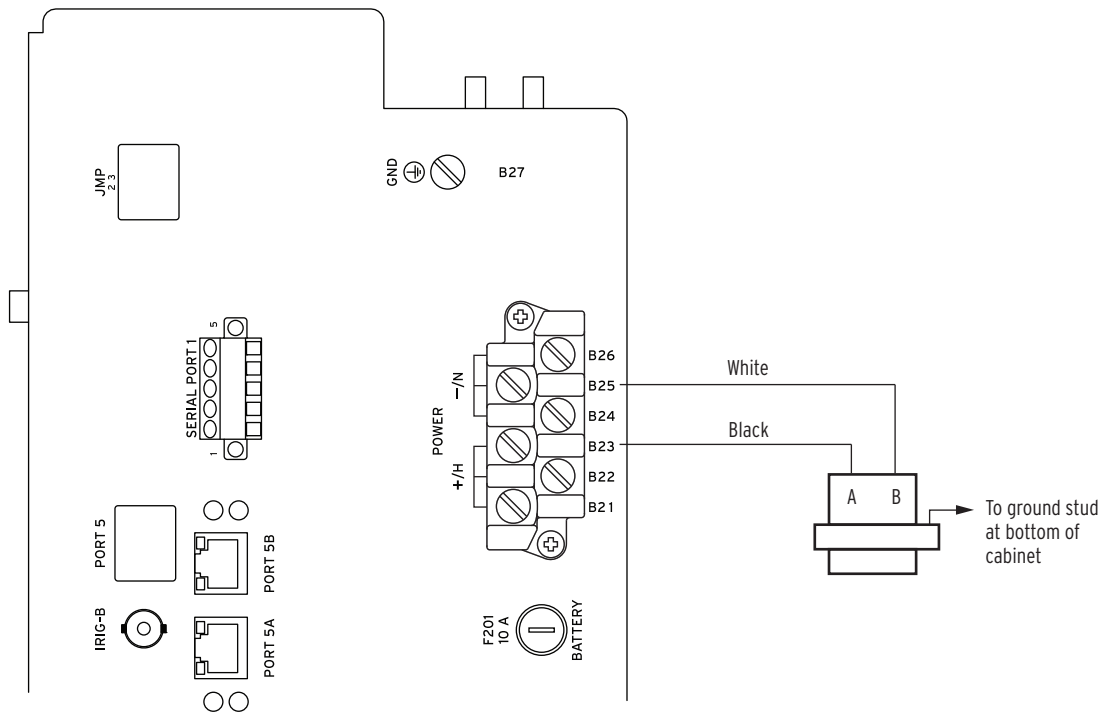 JMP
2 3
GND
B27
5
SERIAL PORT 1
1
POWER
-/N
+/H
B26
B25
B24
B23
B22
B21
White
Black
A B
To ground stud
at bottom of
cabinet
PORT 5
PORT 5B
IRIG-B
PORT 5A
F201
10 A
BATTERY